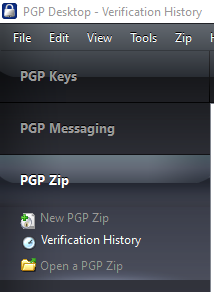 PGP Desktop - Verification History
File Edit View Tools Zip
PGP Keys
PGP Messaging
PGP Zip
New PGP Zip
Verification History
Open a PGP Zip